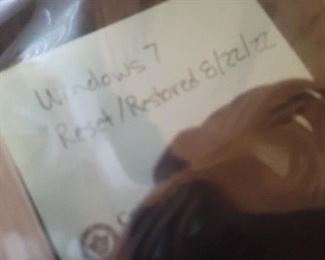 Windows 7
Reset/Restored 8/22/22